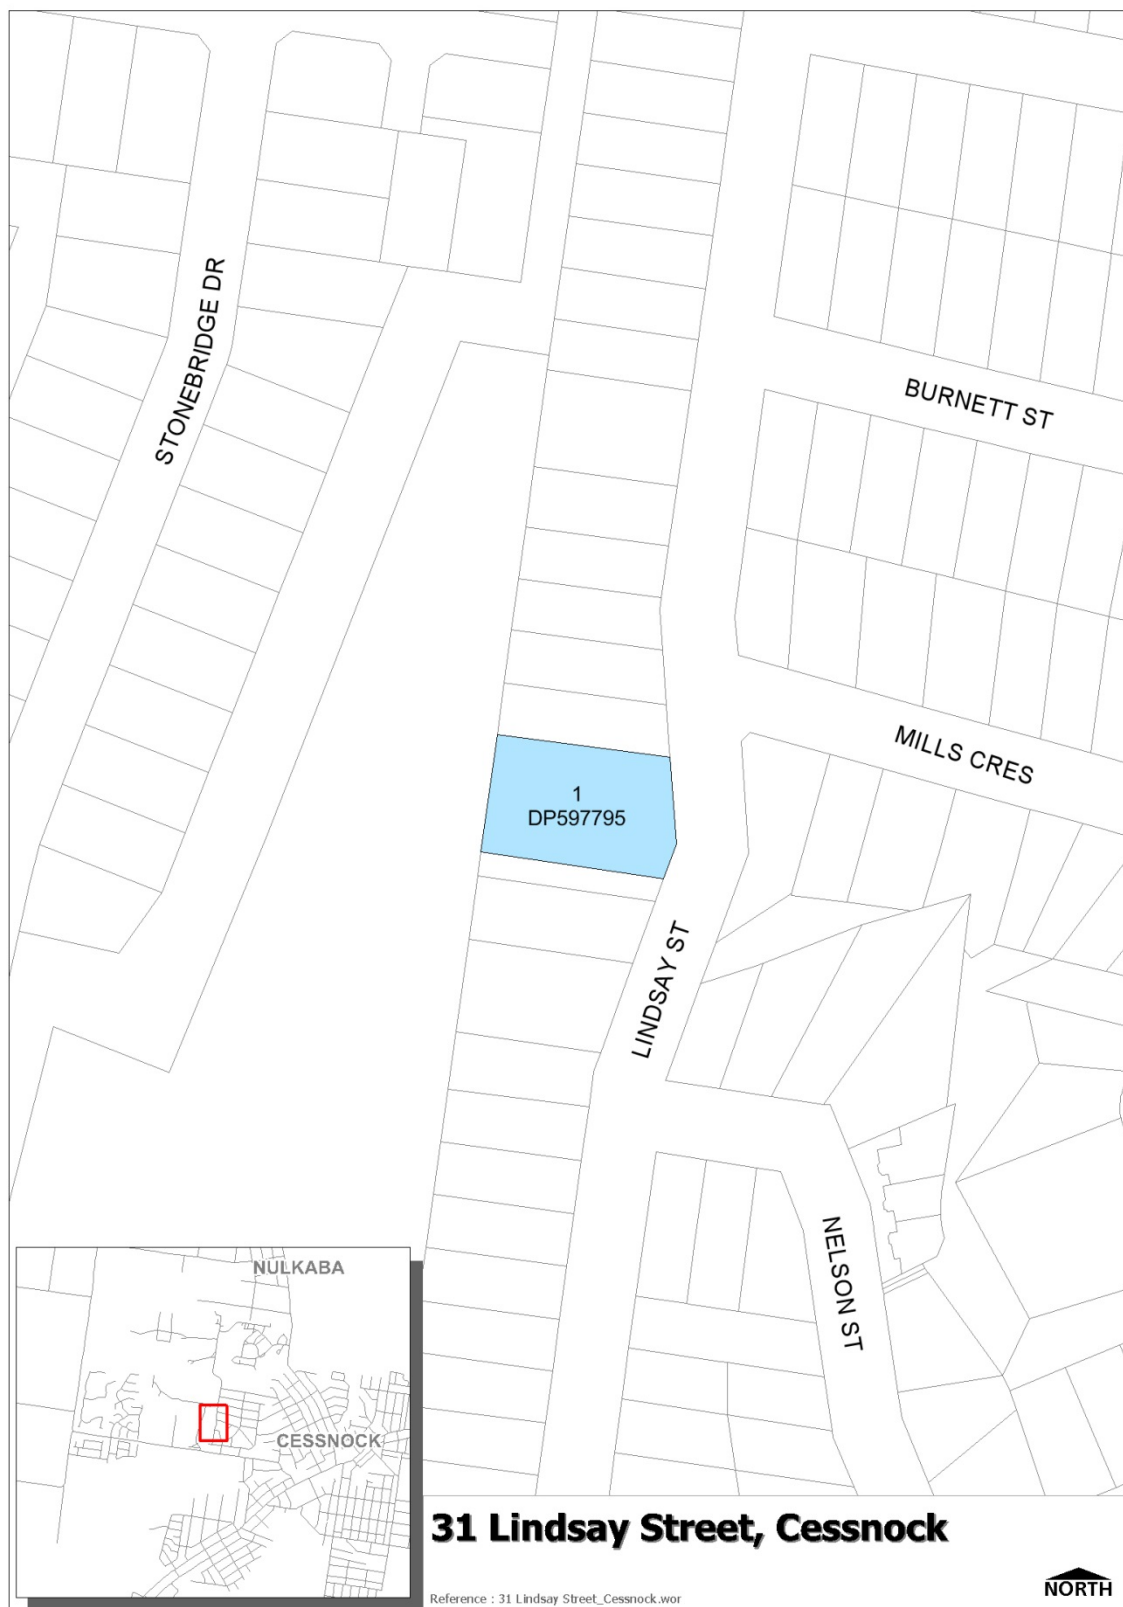 STONEBRIDGE DR
BURNETT ST
MILLS CRES
1
DP597795
LINDSAY ST
NELSON ST
NULKABA
CESSNOCK
31 Lindsay Street, Cessnock
Reference : 31 Lindsay Street_Cessnock.wor
NORTH